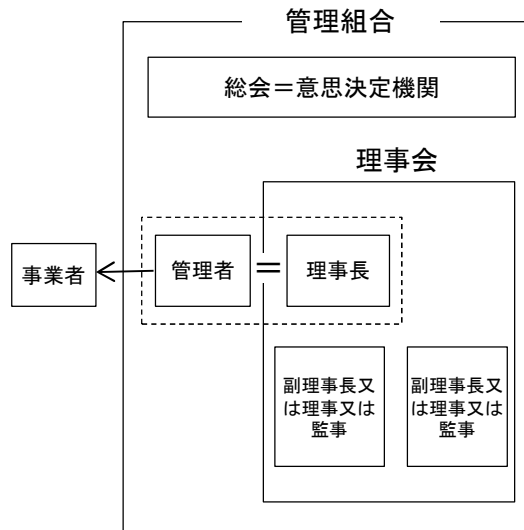 管理組合
総会＝意思決定機関
理事会
事業者
管理者
＝
理事長
副理事長又
は理事又は
監事
副理事長又
は理事又は
監事